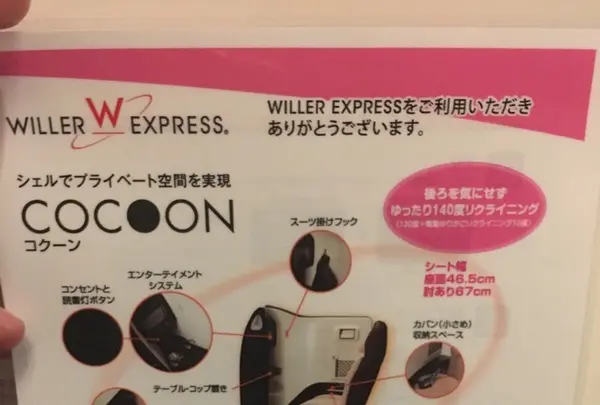 WILLER EXPRESS®
WILLER EXPRESSをご利用いただき
ありがとうございます。
シェルでプライベート空間を実現
COCOON
コクーン
後ろを気にせず
ゆったり140度リクライニング
スーツ掛けフック
シート幅
座面46.5cm
肘あり67cm
コンセントと
読書灯ボタン
エンターテイメント
システム
カバン(小さめ)
収納スペース
テーブル・コップ置き